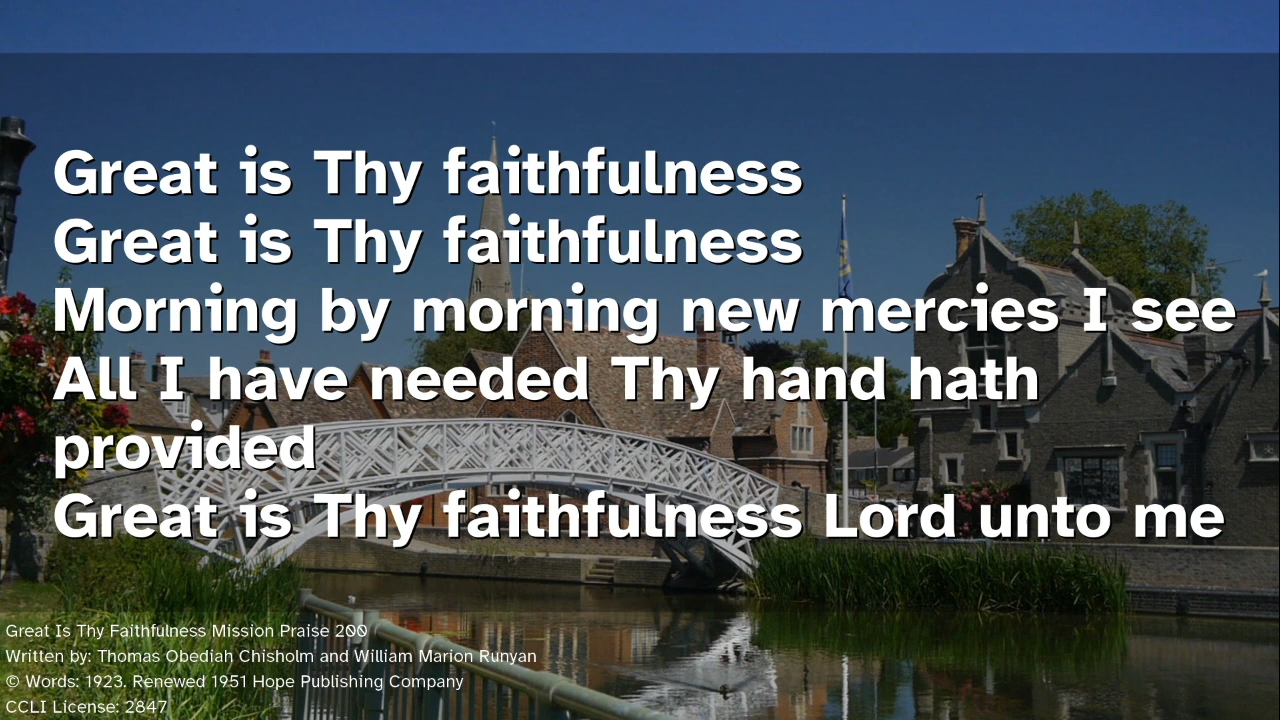 Great is Thy faithfulness
Great is Thy faithfulness
Morning by morning new mercies I see
All I have needed Thy hand hath
provided
Great is Thy faithfulness Lord unto me
Great Is Thy Faithfulness Mission Praise 200
Written by: Thomas Obediah Chisholm and William Marion Runyan
© Words: 1923. Renewed 1951 Hope Publishing Company
CCLI License: 2847